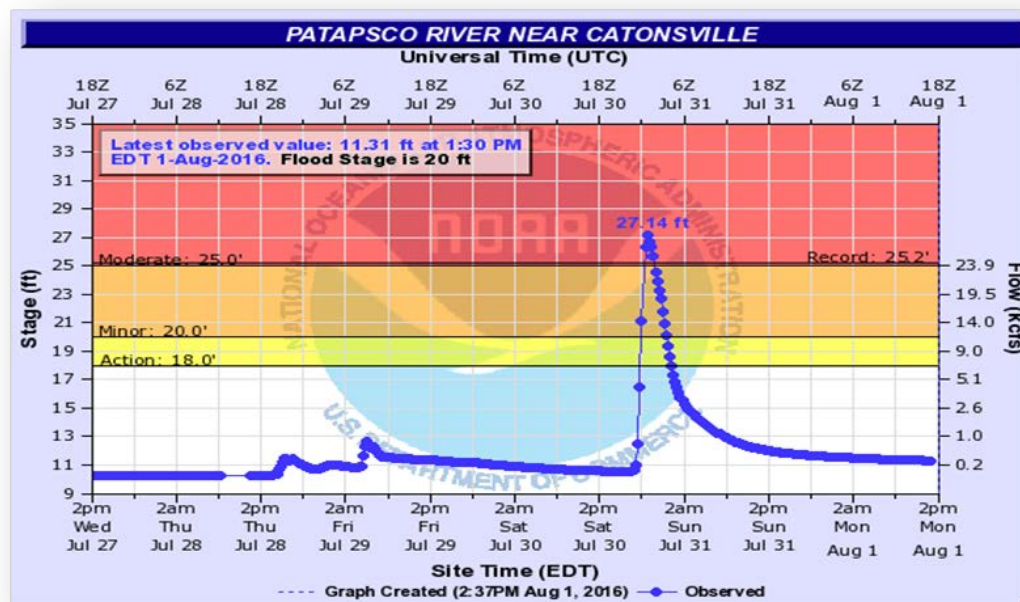 PATAPSCO RIVER NEAR CATONSVILLE
Universal Time (UTC)
18Z 6Z 18Z 6Z 18Z 6Z 18Z 6Z 18Z 6Z 18Z
Jul 27 Jul 28 Jul 28 Jul 29 Jul 29 Jul 30 Jul 30 Jul 31 Jul 31 Aug 1 Aug 1
Latest observed value: 11.31 ft at 1:30 PM
EDT 1-Aug-2016. Flood Stage is 20 ft
NATIONAL OCEANIC AND ATMOSPHERIC ADMINISTRATION
NOAA
U.S. DEPARTMENT OF COMMERCE
27.14 ft
Moderate: 25.0'
Record: 25.2'
Minor: 20.0'
Action: 18.0'
Stage (ft)
35
33
31
29
27
25
23
21
19
17
15
13
11
9
Flow (kcfs)
23.9
19.5
14.0
9.0
5.1
2.6
1.0
0.2
2pm 2am 2pm 2am 2pm 2am 2pm 2am 2pm 2am 2pm
Wed Thu Thu Fri Fri Sat Sat Sun Sun Mon Mon
Jul 27 Jul 28 Jul 28 Jul 29 Jul 29 Jul 30 Jul 30 Jul 31 Jul 31 Aug 1 Aug 1
Site Time (EDT)
Graph Created (2:37PM Aug 1, 2016) Observed